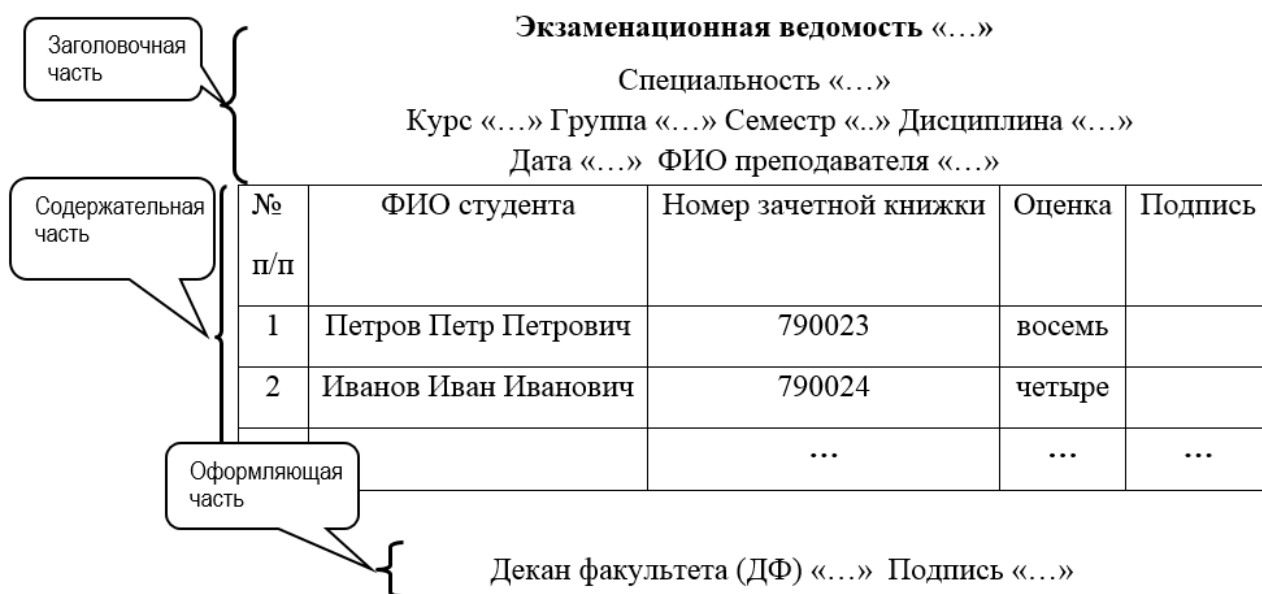 Экзаменационная ведомость «…»
Заголовочная
часть
Специальность «…»
Курс «…» Группа «…» Семестр «..» Дисциплина «…»
Дата «…» ФИО преподавателя «…»
Содержательная
часть
№ п/п ФИО студента Номер зачетной книжки Оценка Подпись
1 Петров Петр Петрович 790023 восемь
2 Иванов Иван Иванович 790024 четыре
… … …
Оформляющая
часть
Декан факультета (ДФ) «…» Подпись «…»